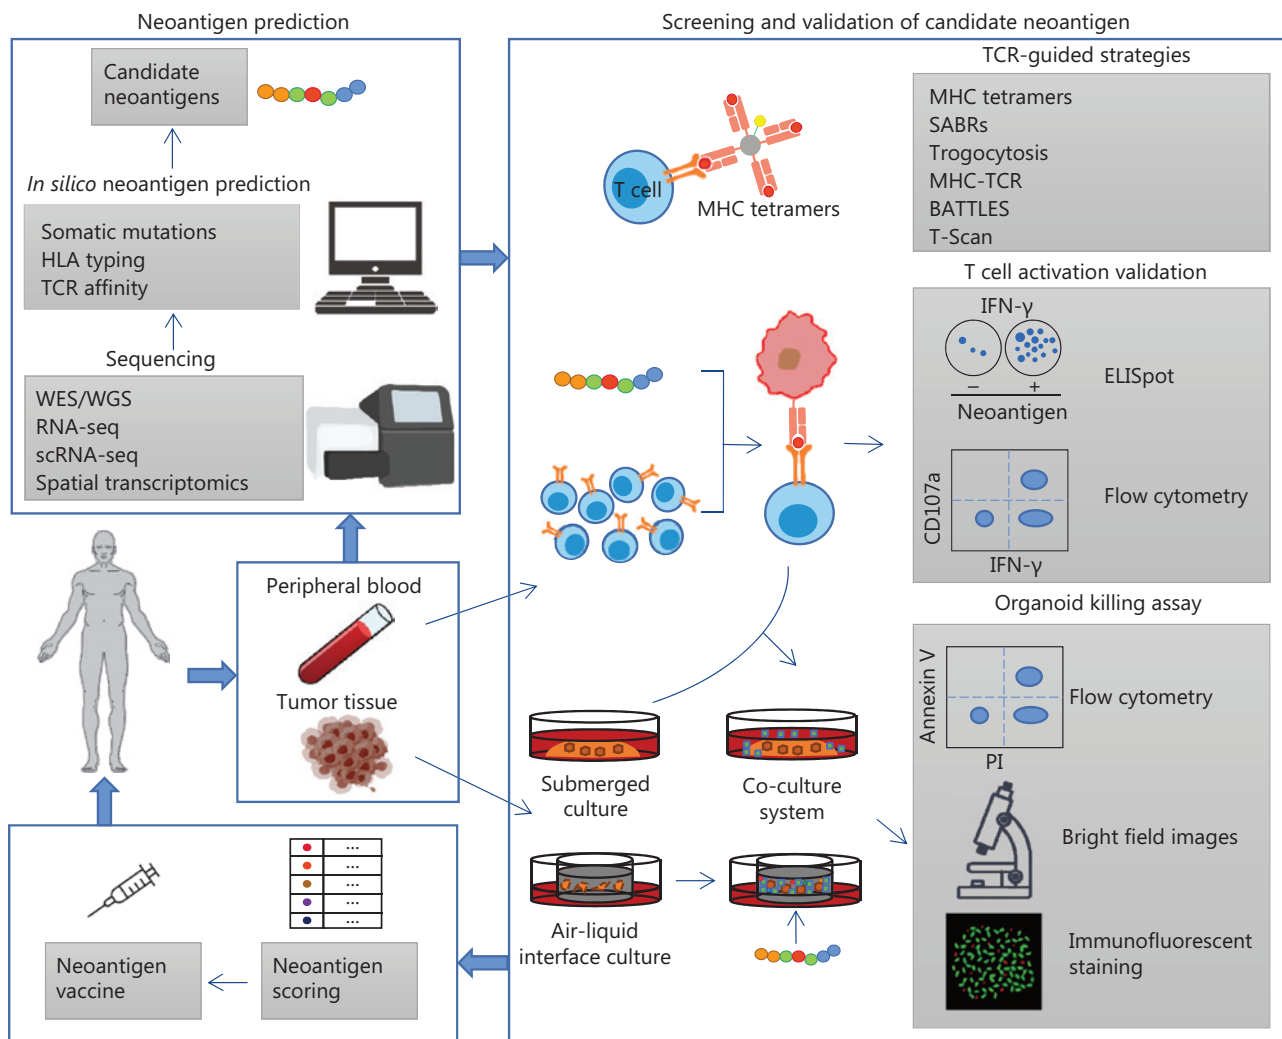 Neoantigen prediction
Candidate
neoantigens
In silico neoantigen prediction
Somatic mutations
HLA typing
TCR affinity
Sequencing
WES/WGS
RNA-seq
scRNA-seq
Spatial transcriptomics
Peripheral blood
Tumor tissue
Neoantigen
vaccine
...
...
...
...
...
Neoantigen
scoring
Screening and validation of candidate neoantigen
T cell
MHC tetramers
Submerged
culture
Co-culture
system
Air-liquid
interface culture
TCR-guided strategies
MHC tetramers
SABRs
Trogocytosis
MHC-TCR
BATTLES
T-Scan
T cell activation validation
IFN-γ
− +
Neoantigen
ELISpot
CD107a
IFN-γ
Flow cytometry
Organoid killing assay
Annexin V
PI
Flow cytometry
Bright field images
Immunofluorescent
staining